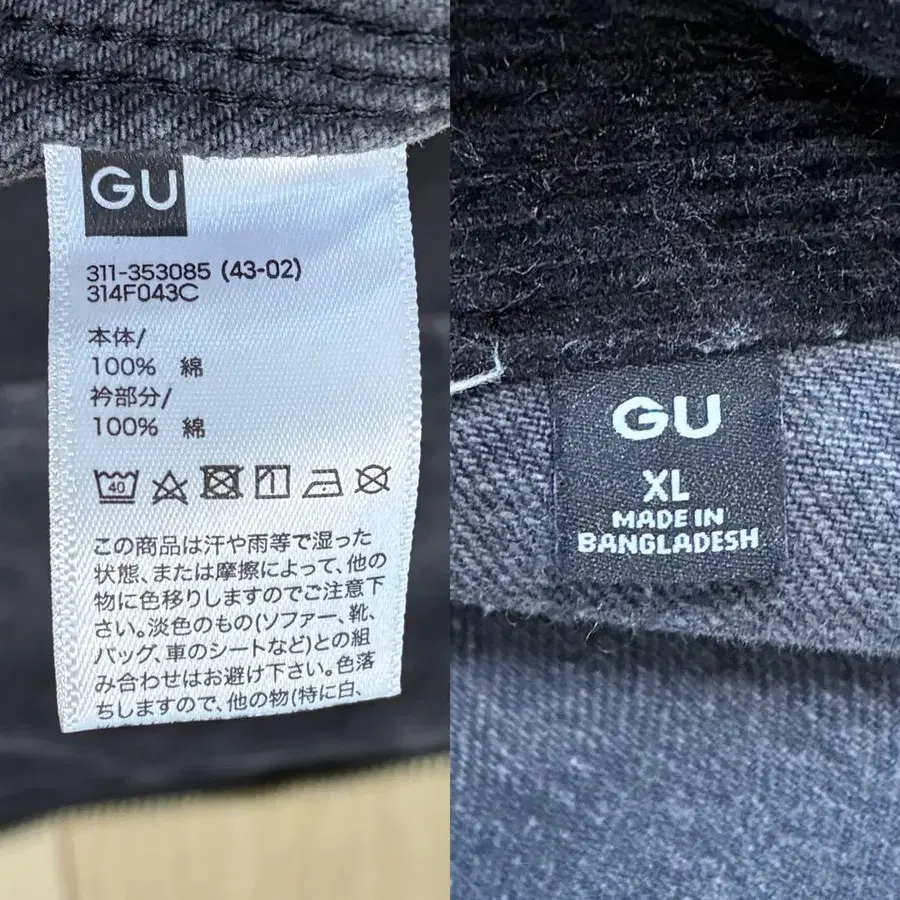 GU
311-353085 (43-02)
314F043C
本体/
100% 綿
衿部分/
100% 綿
40
この商品は汗や雨等で湿った
状態、または摩擦によって、他の
物に色移りしますのでご注意下
さい。淡色のもの(ソファー、靴、
バッグ、車のシートなど)との組
み合わせはお避け下さい。色落
ちしますので、他の物(特に白、
GU
XL
MADE IN
BANGLADESH